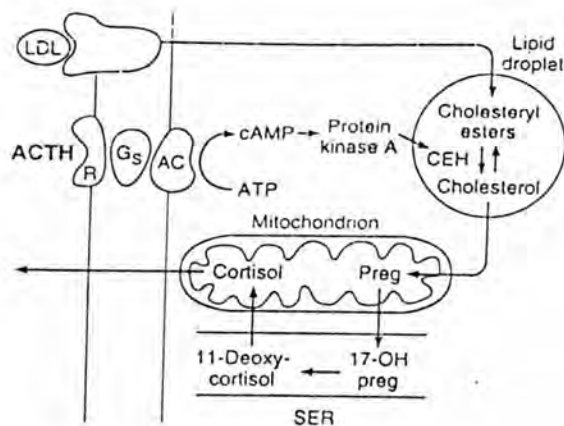 LDL
Lipid
droplet
Cholesteryl
esters
CEH
Cholesterol
ACTH
R
Gs
AC
cAMP
Protein
kinase A
ATP
Mitochondrion
Cortisol
Preg
11-Deoxy-
cortisol
17-OH
preg
SER